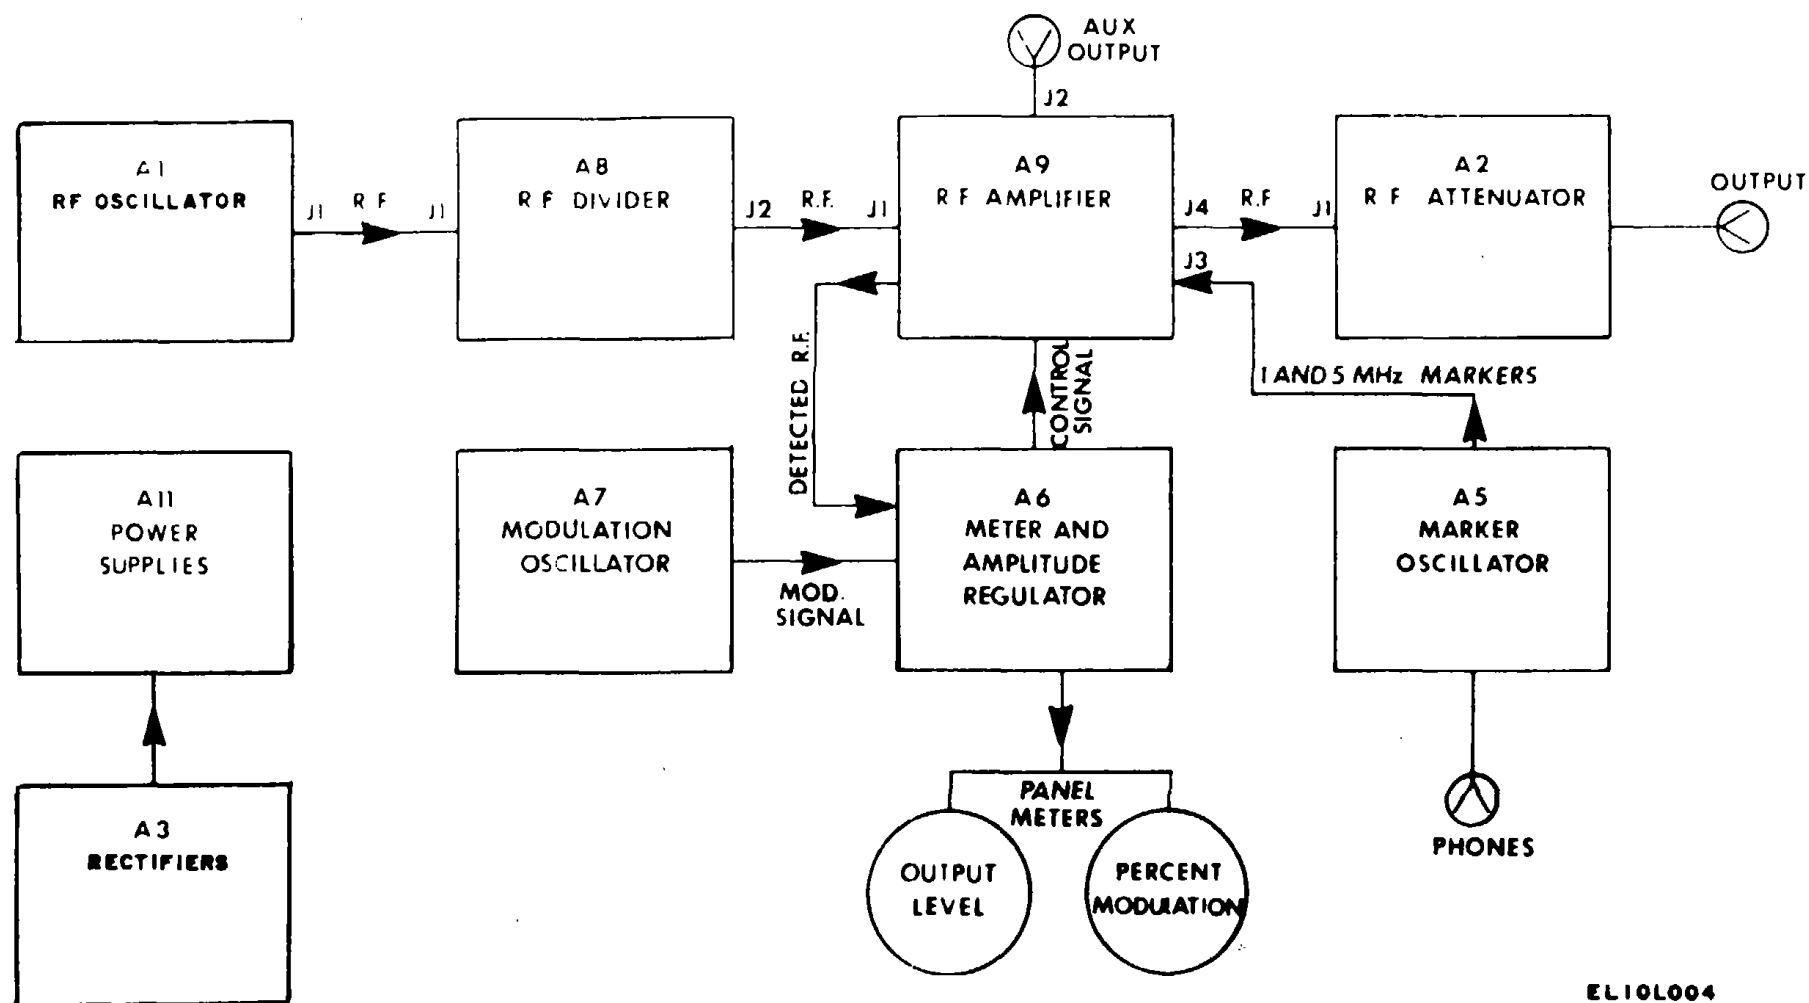 AUX
OUTPUT
J2
A1
RF OSCILLATOR
J1
R F
J1
A8
R F DIVIDER
J2
R.F.
J1
A9
R F AMPLIFIER
J4
R.F
J1
J3
A2
R F ATTENUATOR
OUTPUT
DETECTED R.F.
CONTROL
SIGNAL
1 AND 5 MHz MARKERS
A11
POWER
SUPPLIES
A7
MODULATION
OSCILLATOR
MOD.
SIGNAL
A6
METER AND
AMPLITUDE
REGULATOR
A5
MARKER
OSCILLATOR
A3
RECTIFIERS
PANEL
METERS
OUTPUT
LEVEL
PERCENT
MODULATION
PHONES
EL10L004